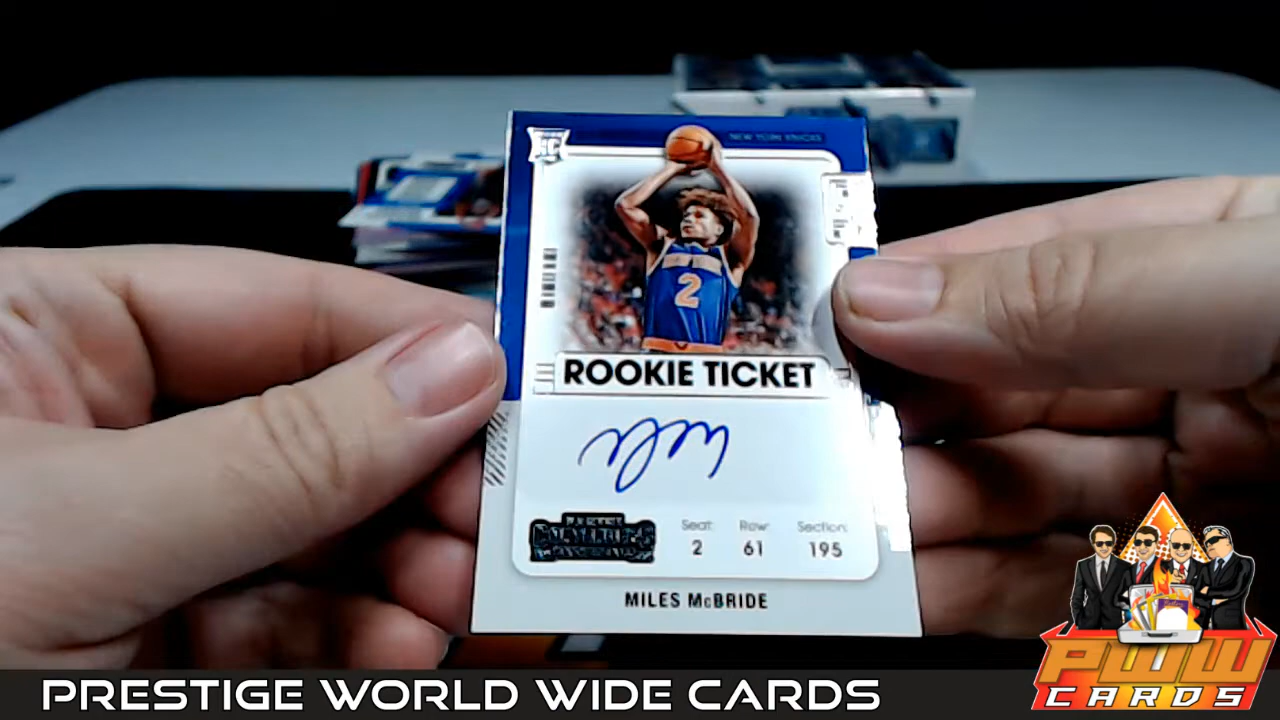 NEW YORK KNICKS
RC
2
ROOKIE TICKET
Seat: Row: Section:
2 61 195
MILES McBRIDE
PRESTIGE WORLD WIDE CARDS
PWW
CARDS